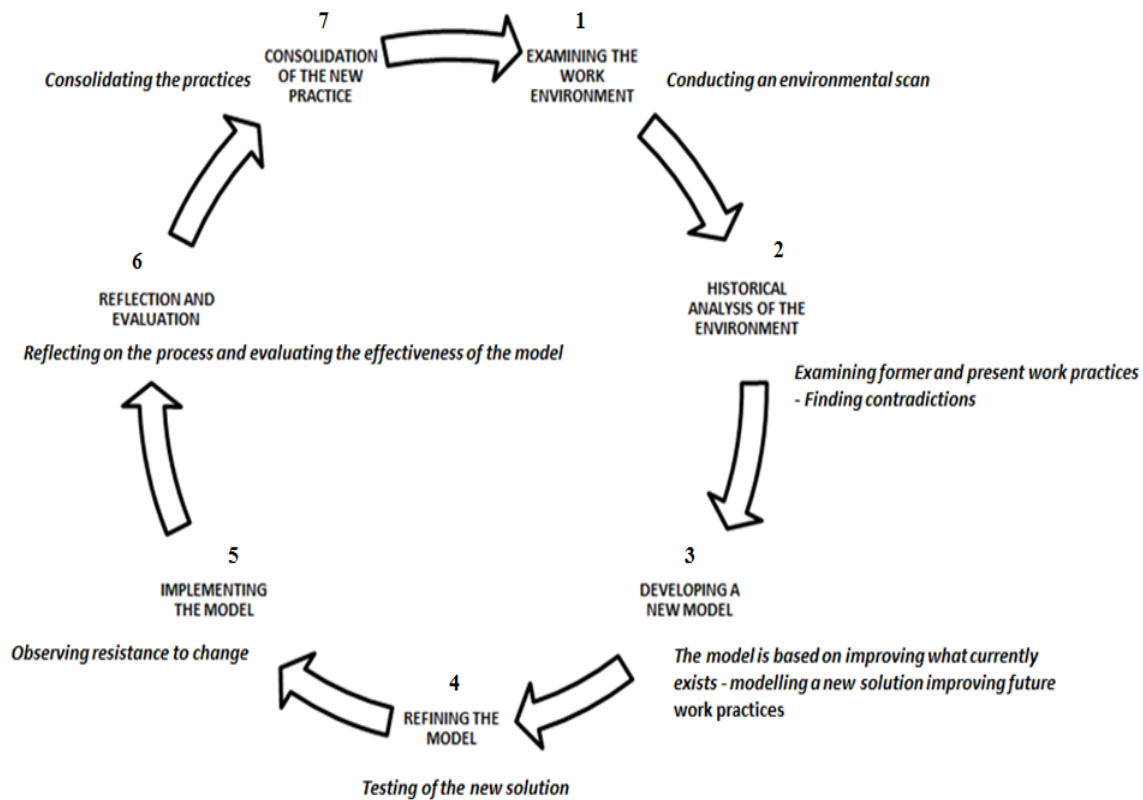 7
CONSOLIDATION
OF THE NEW
PRACTICE
Consolidating the practices
1
EXAMINING THE
WORK
ENVIRONMENT
Conducting an environmental scan
2
HISTORICAL
ANALYSIS OF THE
ENVIRONMENT
Examining former and present work practices
- Finding contradictions
3
DEVELOPING A
NEW MODEL
The model is based on improving what currently
exists - modelling a new solution improving future
work practices
4
REFINING THE
MODEL
Testing of the new solution
5
IMPLEMENTING
THE MODEL
Observing resistance to change
6
REFLECTION AND
EVALUATION
Reflecting on the process and evaluating the effectiveness of the model